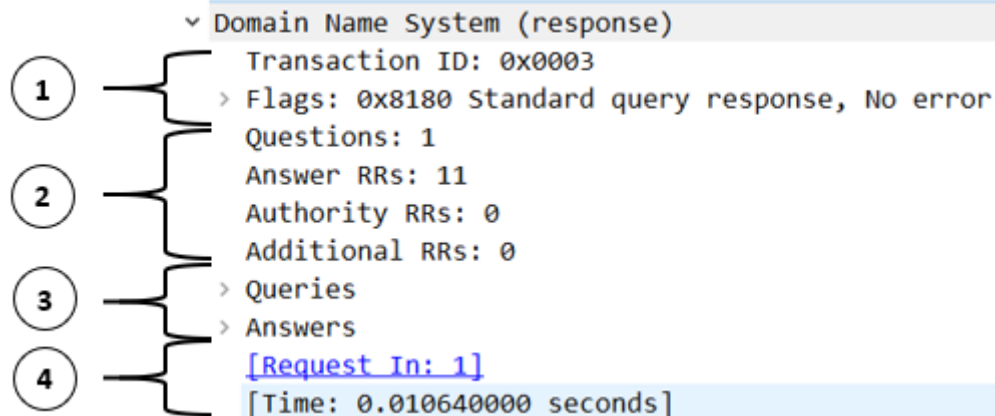 Domain Name System (response)
1
Transaction ID: 0x0003
Flags: 0x8180 Standard query response, No error
2
Questions: 1
Answer RRs: 11
Authority RRs: 0
Additional RRs: 0
3
Queries
Answers
4
[Request In: 1]
[Time: 0.010640000 seconds]